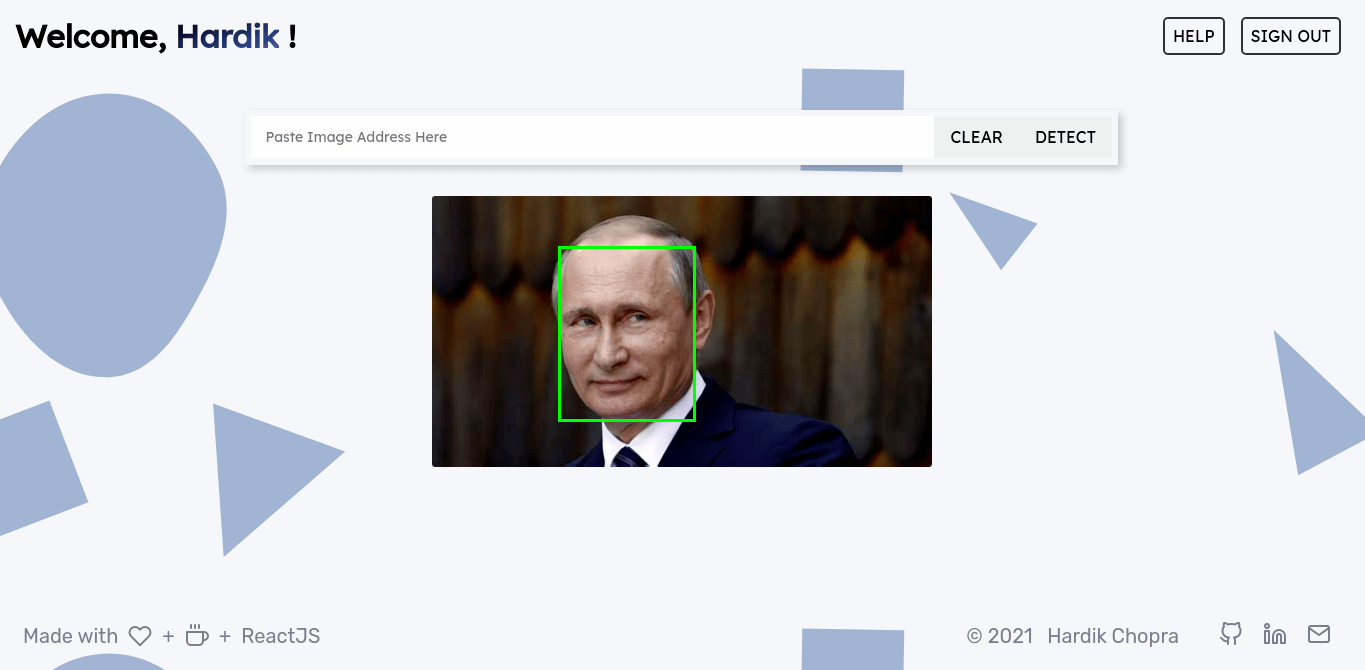 Welcome, Hardik !
HELP
SIGN OUT
Paste Image Address Here
CLEAR
DETECT
Made with + + ReactJS
© 2021 Hardik Chopra